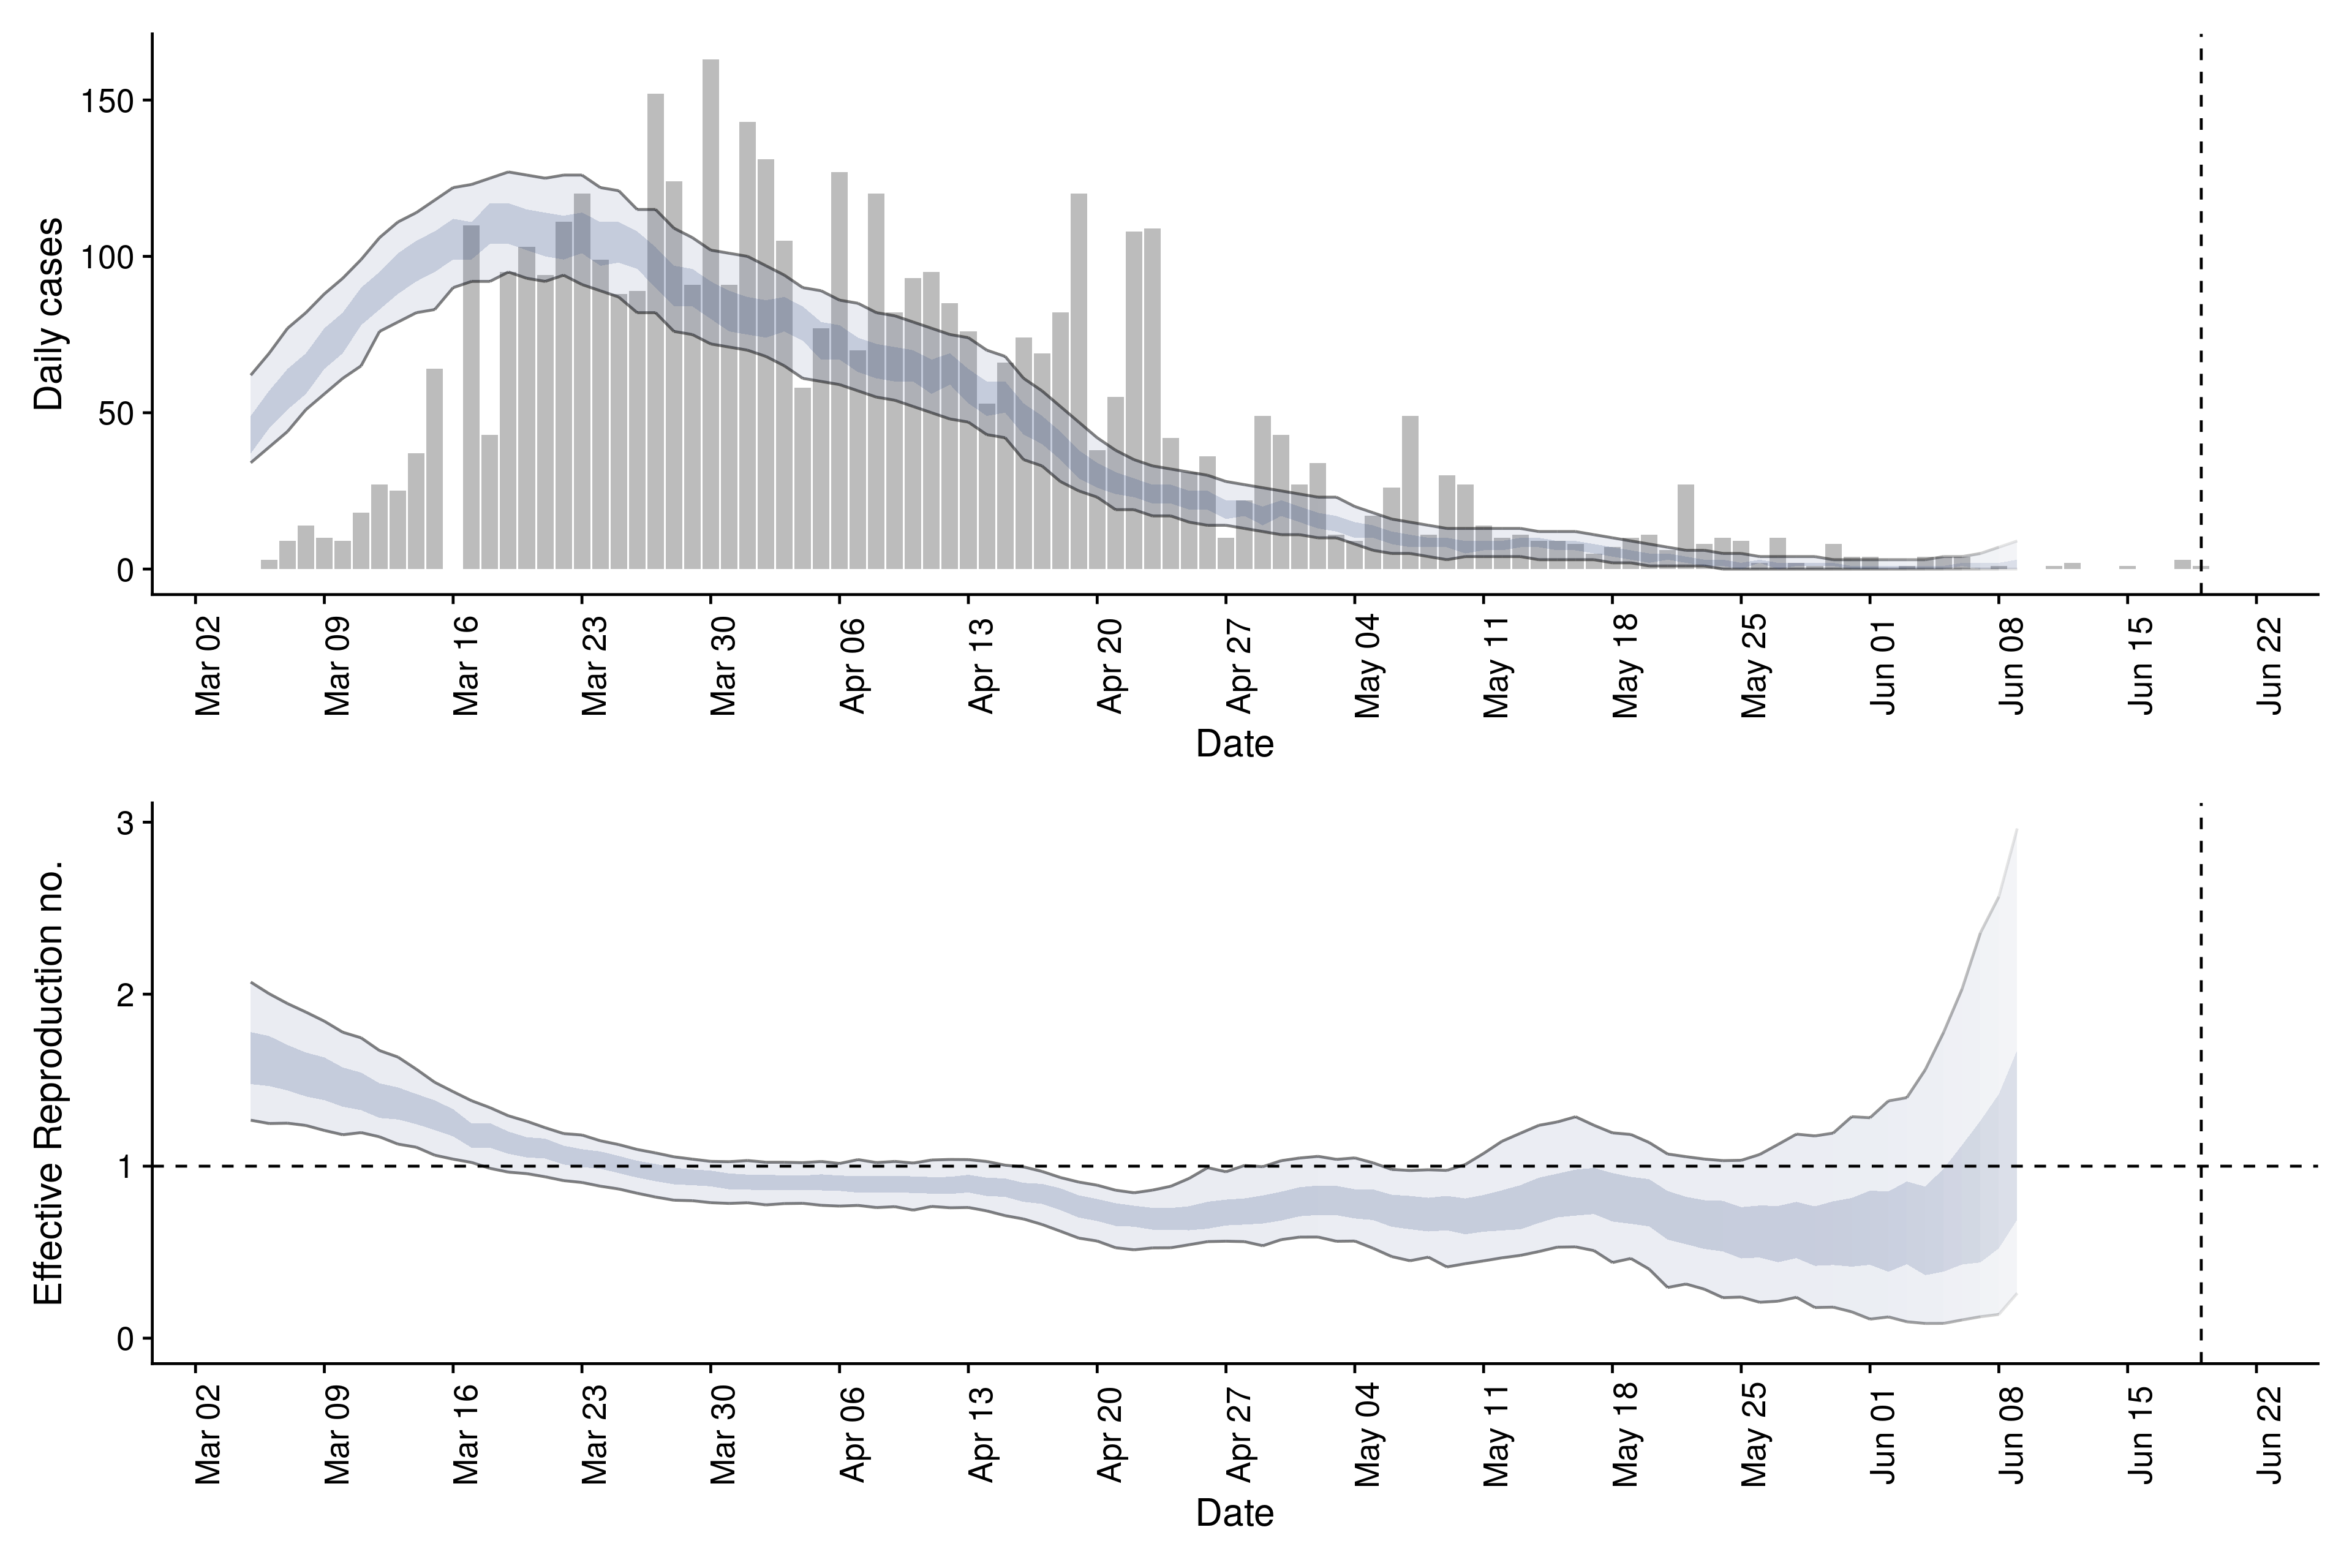 Daily cases
150
100
50
0
Mar 02
Mar 09
Mar 16
Mar 23
Mar 30
Apr 06
Apr 13
Apr 20
Apr 27
May 04
May 11
May 18
May 25
Jun 01
Jun 08
Jun 15
Jun 22
Date
Effective Reproduction no.
3
2
1
0
Mar 02
Mar 09
Mar 16
Mar 23
Mar 30
Apr 06
Apr 13
Apr 20
Apr 27
May 04
May 11
May 18
May 25
Jun 01
Jun 08
Jun 15
Jun 22
Date